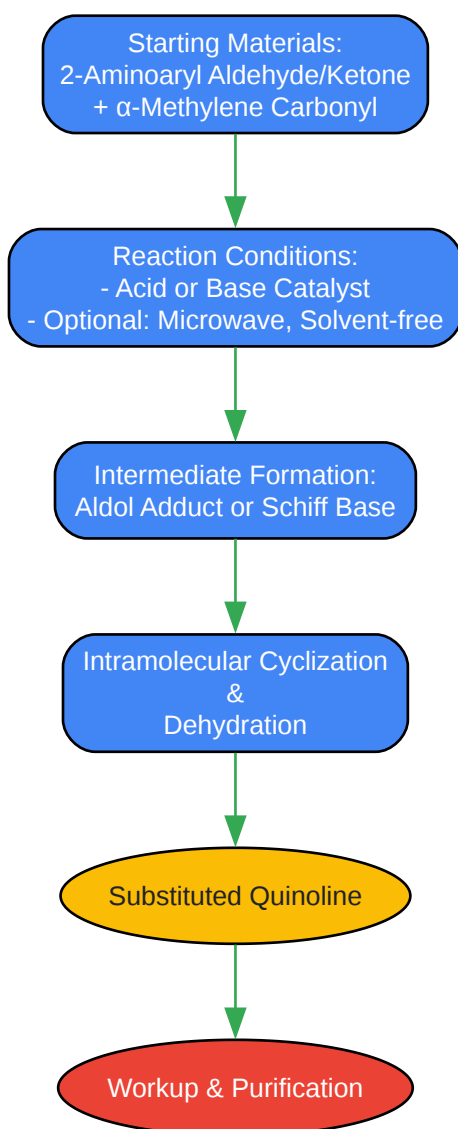 Starting Materials:
2-Aminoaryl Aldehyde/Ketone
+ α-Methylene Carbonyl
Reaction Conditions:
- Acid or Base Catalyst
- Optional: Microwave, Solvent-free
Intermediate Formation:
Aldol Adduct or Schiff Base
Intramolecular Cyclization
&
Dehydration
Substituted Quinoline
Workup & Purification